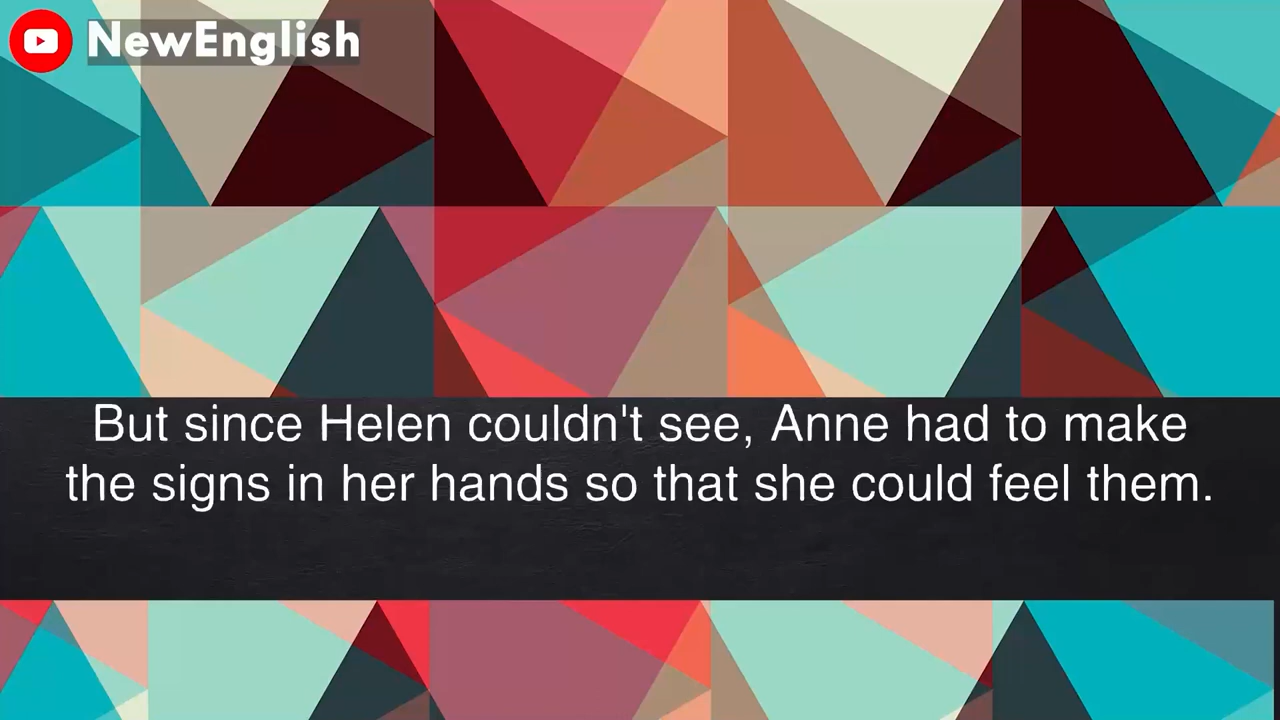 NewEnglish
But since Helen couldn't see, Anne had to make
the signs in her hands so that she could feel them.